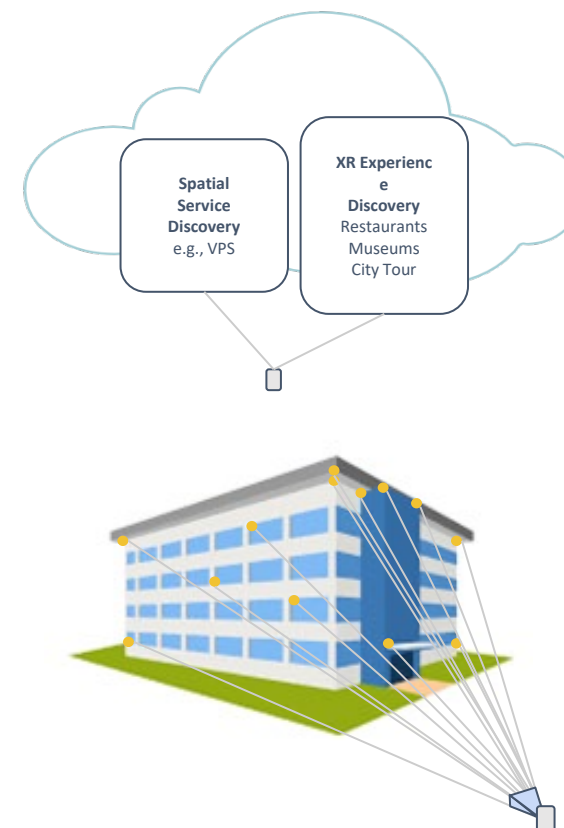 Spatial
Service
Discovery
e.g., VPS
XR Experienc
e
Discovery
Restaurants
Museums
City Tour